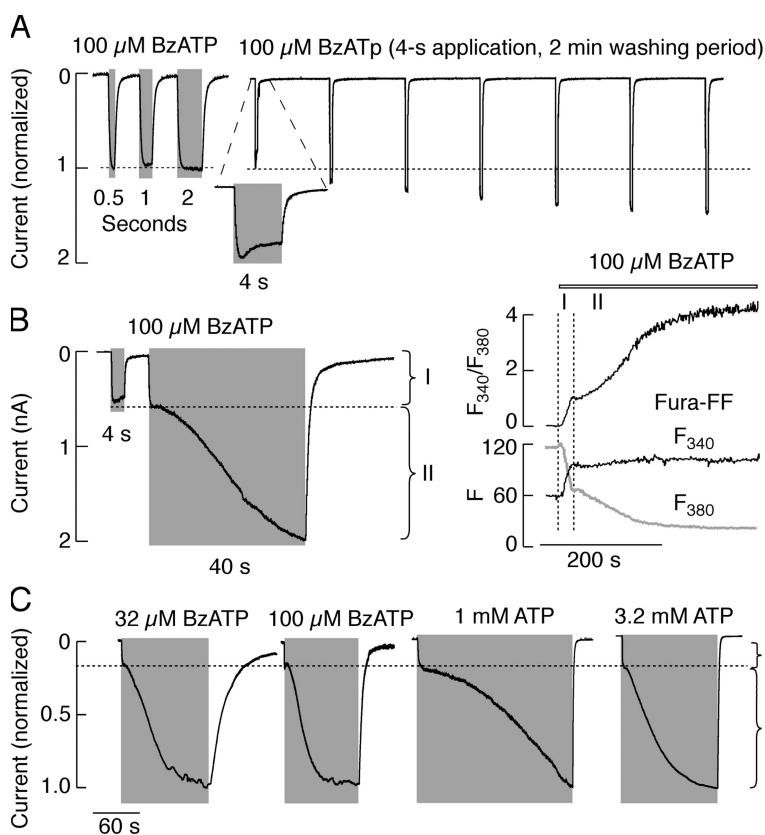 A
100 µM BzATP
100 µM BzATp (4-s application, 2 min washing period)
Current (normalized)
0
1
2
0.5 1 2
Seconds
4 s
B
100 µM BzATP
Current (nA)
0
1
2
4 s
40 s
I
II
100 µM BzATP
I II
F340/F380
4
2
0
Fura-FF
F340
F
120
60
0
F380
200 s
C
32 µM BzATP 100 µM BzATP 1 mM ATP 3.2 mM ATP
Current (normalized)
0
0.5
1.0
60 s